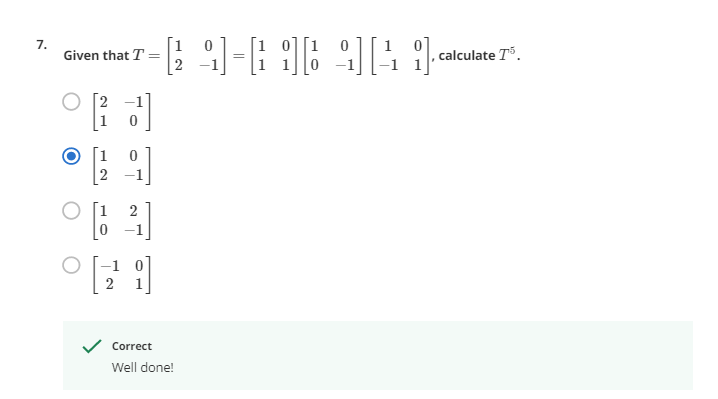 7. Given that T = [1 0; 2 −1] = [1 0; 1 1] [1 0; 0 −1] [1 0; −1 1], calculate T⁵.
[2 −1; 1 0]
[1 0; 2 −1]
[1 2; 0 −1]
[−1 0; 2 1]
Correct
Well done!